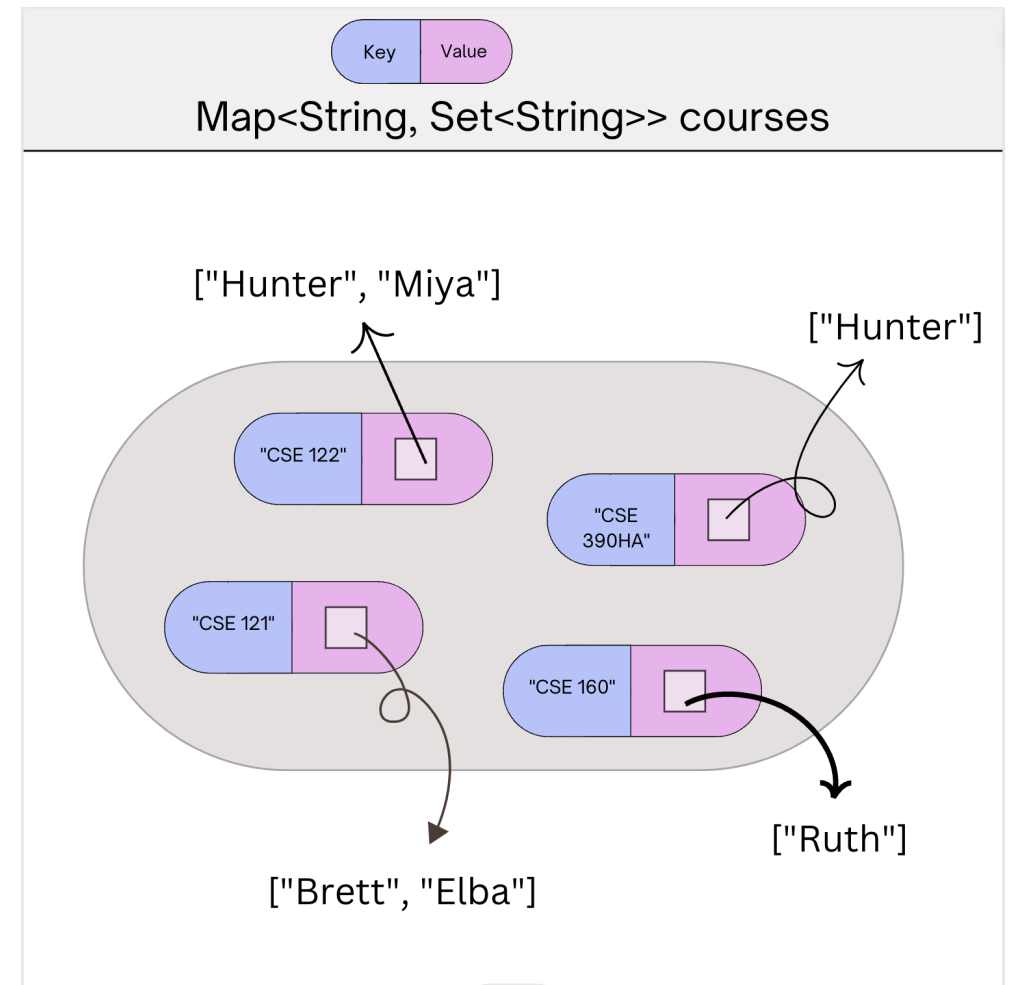 Key Value
Map<String, Set<String>> courses
["Hunter", "Miya"]
["Hunter"]
"CSE 122"
"CSE
390HA"
"CSE 121"
"CSE 160"
["Ruth"]
["Brett", "Elba"]